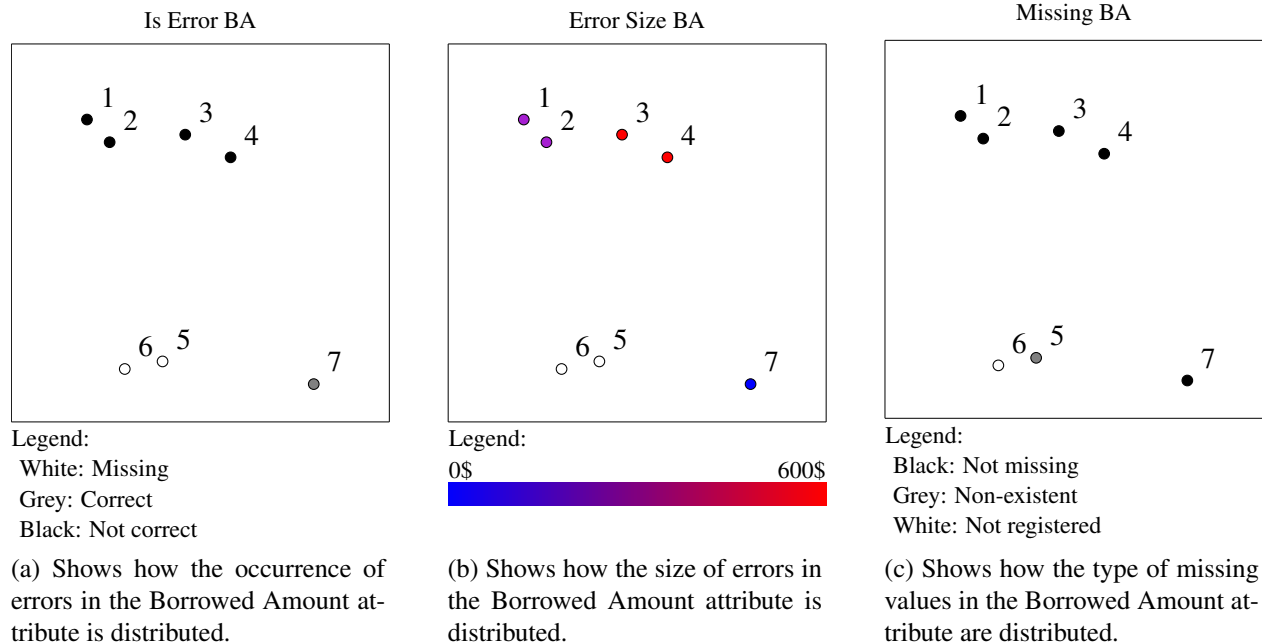 Is Error BA
1
2
3
4
6
5
7
Legend:
White: Missing
Grey: Correct
Black: Not correct
(a) Shows how the occurrence of
errors in the Borrowed Amount at-
tribute is distributed.
Error Size BA
1
2
3
4
6
5
7
Legend:
0$ 600$
(b) Shows how the size of errors in
the Borrowed Amount attribute is
distributed.
Missing BA
1
2
3
4
6
5
7
Legend:
Black: Not missing
Grey: Non-existent
White: Not registered
(c) Shows how the type of missing
values in the Borrowed Amount at-
tribute are distributed.